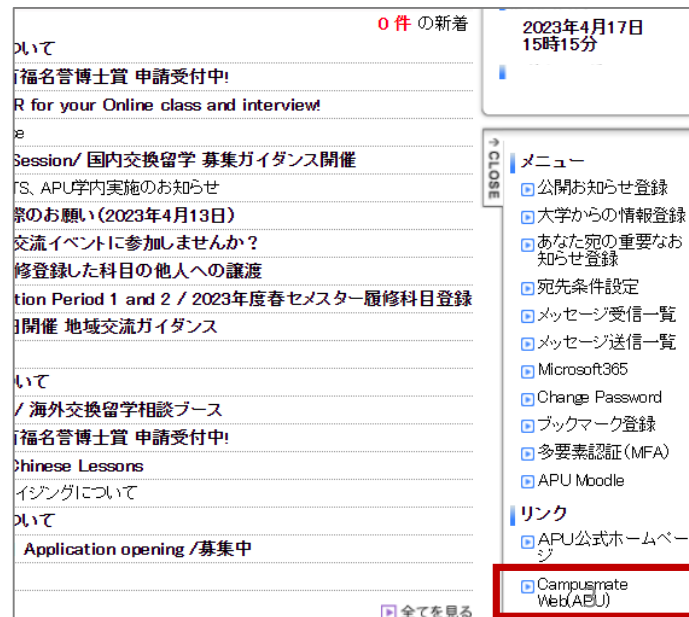 0 件 の新着
ついて
福名誉博士賞 申請受付中!
R for your Online class and interview!
e
Session/ 国内交換留学 募集ガイダンス開催
TS、APU学内実施のお知らせ
際のお願い(2023年4月13日)
交流イベントに参加しませんか？
修登録した科目の他人への譲渡
tion Period 1 and 2 / 2023年度春セメスター履修科目登録
開催 地域交流ガイダンス
ついて
/ 海外交換留学相談ブース
福名誉博士賞 申請受付中!
Chinese Lessons
イジングについて
ついて
Application opening /募集中
全てを見る
2023年4月17日
15時15分
CLOSE
メニュー
公開お知らせ登録
大学からの情報登録
あなた宛の重要なお
知らせ登録
宛先条件設定
メッセージ受信一覧
メッセージ送信一覧
Microsoft365
Change Password
ブックマーク登録
多要素認証(MFA)
APU Moodle
リンク
APU公式ホームペー
ジ
Campusmate
Web(APU)